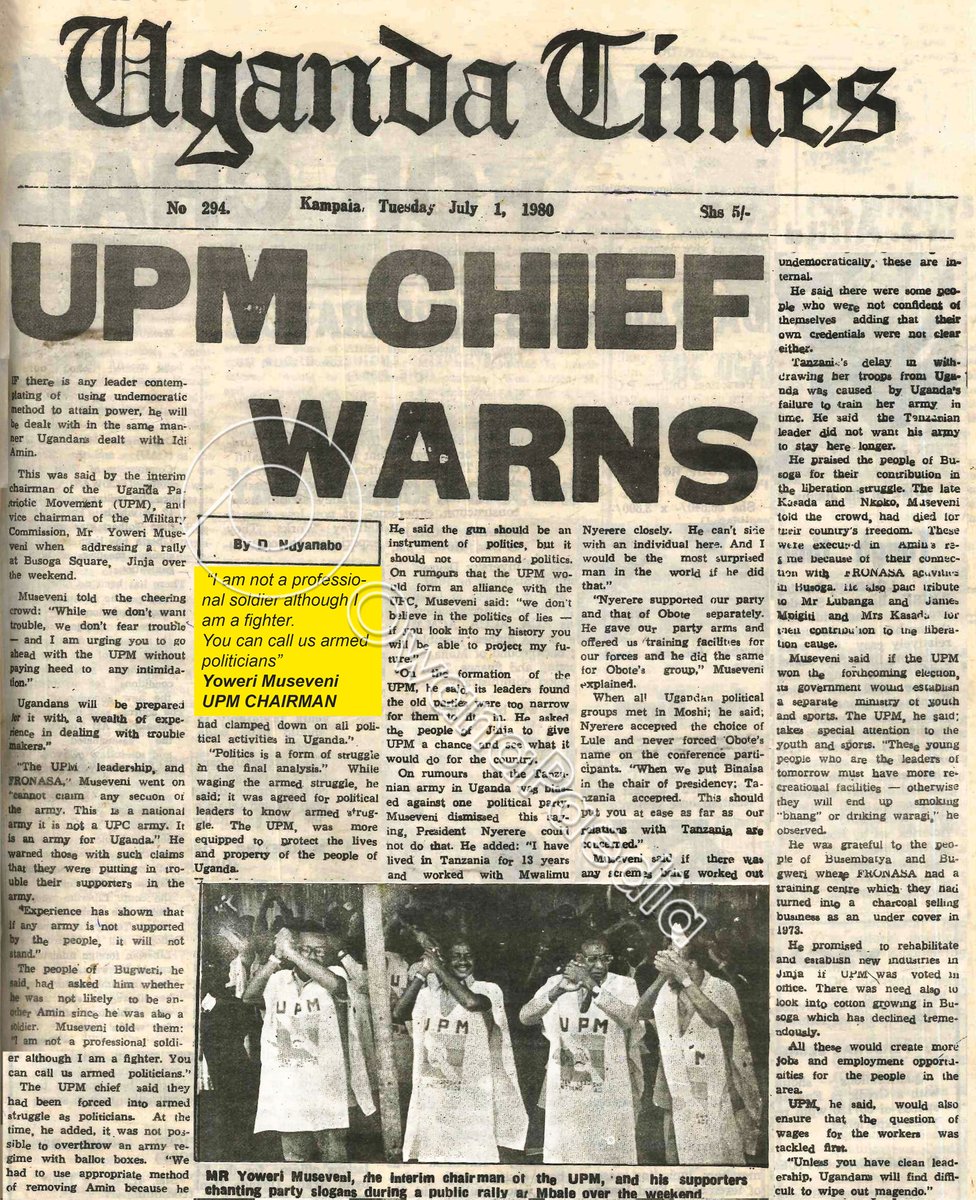 Uganda Times
No 294.
Kampala, Tuesday July 1, 1980
Shs 5/-
UPM CHIEF
WARNS
IF there is any leader contem-
plating of using undemocratic
method to attain power, he will
be dealt with in the same man-
ner Ugandans dealt with Idi
Amin.
This was said by the interim
chairman of the Uganda Pa-
triotic Movement (UPM), and
vice chairman of the Military
Commission, Mr Yoweri Muse-
veni when addressing a rally
at Busoga Square, Jinja over
the weekend.
Museveni told the cheering
crowd: "While we don't want
trouble, we don't fear trouble
— and I am urging you to go
ahead with the UPM without
paying heed to any intimida-
tion."
Ugandans will be prepared
for it with a wealth of expe-
rience in dealing with trouble
makers."
"The UPM leadership, and
FRONASA," Museveni went on
"cannot claim any section of
the army. This is a national
army it is not a UPC army. It
is an army for Uganda." He
warned those with such claims
that they were putting in tro-
uble their supporters in the
army.
"Experience has shown that
if any army is not supported
by the people, it will not
stand."
The people of Bugweri, he
said, had asked him whether
he was not likely to be an-
other Amin since he was also a
soldier. Museveni told them:
"I am not a professional soldi-
er although I am a fighter. You
can call us armed politicians."
The UPM chief said they
had been forced into armed
struggle as politicians. At the
time, he added, it was not pos-
sible to overthrow an army re-
gime with ballot boxes. "We
had to use appropriate method
of removing Amin because he
By D. Nuyanabo
"I am not a professio-
nal soldier although I
am a fighter.
You can call us armed
politicians"
Yoweri Museveni
UPM CHAIRMAN
had clamped down on all poli-
tical activities in Uganda."
"Politics is a form of struggle
in the final analysis." While
waging the armed struggle, he
said; it was agreed for political
leaders to know armed strug-
gle. The UPM, was more
equipped to protect the lives
and property of the people of
Uganda.
He said the gun should be an
instrument of politics, but it
should not command politics.
On rumours that the UPM wo-
uld form an alliance with the
UPC, Museveni said: "we don't
believe in the politics of lies —
you look into my history you
will be able to project my fu-
ture."
On the formation of the
UPM, he said, its leaders found
the old parties were too narrow
for them to fit in. He asked
the people of Jinja to give
UPM a chance and see what it
would do for the country.
On rumours that the Tanza-
nian army in Uganda was bias-
ed against one political party,
Museveni dismissed this say-
ing, President Nyerere could
not do that. He added: "I have
lived in Tanzania for 13 years
and worked with Mwalimu
Nyerere closely. He can't side
with an individual here. And I
would be the most surprised
man in the world if he did
that."
"Nyerere supported our party
and that of Obote separately.
He gave our party arms and
offered us training facilities for
our forces and he did the same
for Obote's group," Museveni
explained.
When all Ugandan political
groups met in Moshi; he said;
Nyerere accepted the choice of
Lule and never forced Obote's
name on the conference parti-
cipants. "When we put Binaisa
in the chair of presidency; Ta-
nzania accepted. This should
put you at ease as far as our
relations with Tanzania are
concerned."
Museveni said if there was
any schemes being worked out
undemocratically, these are in-
ternal.
He said there were some peo-
ple who were not confident of
themselves adding that their
own credentials were not clear
either.
Tanzania's delay in with-
drawing her troops from Uga-
nda was caused by Uganda's
failure to train her army in
time. He said the Tanzanian
leader did not want his army
to stay here longer.
He praised the people of Bu-
soga for their contribution in
the liberation struggle. The late
Kasada and Nkoko, Museveni
told the crowd, had died for
their country's freedom. These
were executed in Amin's re-
gime because of their connec-
tion with FRONASA activities
in Busoga. He also paid tribute
to Mr Lubanga and James
Mpigid and Mrs Kasada for
their contribution to the libera-
tion cause.
Museveni said if the UPM
won the forthcoming election,
its government would establish
a separate ministry of youth
and sports. The UPM, he said;
takes special attention to the
youth and sports. "These young
people who are the leaders of
tomorrow must have more re-
creational facilities — otherwise
they will end up smoking
"bhang" or driking waragi," he
observed.
He was grateful to the peo-
ple of Busembatya and Bu-
gweri where FRONASA had a
training centre which they had
turned into a charcoal selling
business as an under cover in
1973.
He promised to rehabilitate
and establish new industries in
Jinja if UPM was voted in
office. There was need also to
look into cotton growing in Bu-
soga which has declined treme-
ndously.
All these would create more
jobs and employment opportu-
nities for the people in the
area.
UPM, he said, would also
ensure that the question of
wages for the workers was
tackled first.
"Unless you have clean lead-
ership, Ugandans will find diffi-
cult to wipe out magendo."
UPM
UPM
UPM
MR Yoweri Museveni, the interim chairman of the UPM, and his supporters
chanting party slogans during a public rally at Mbale over the weekend.